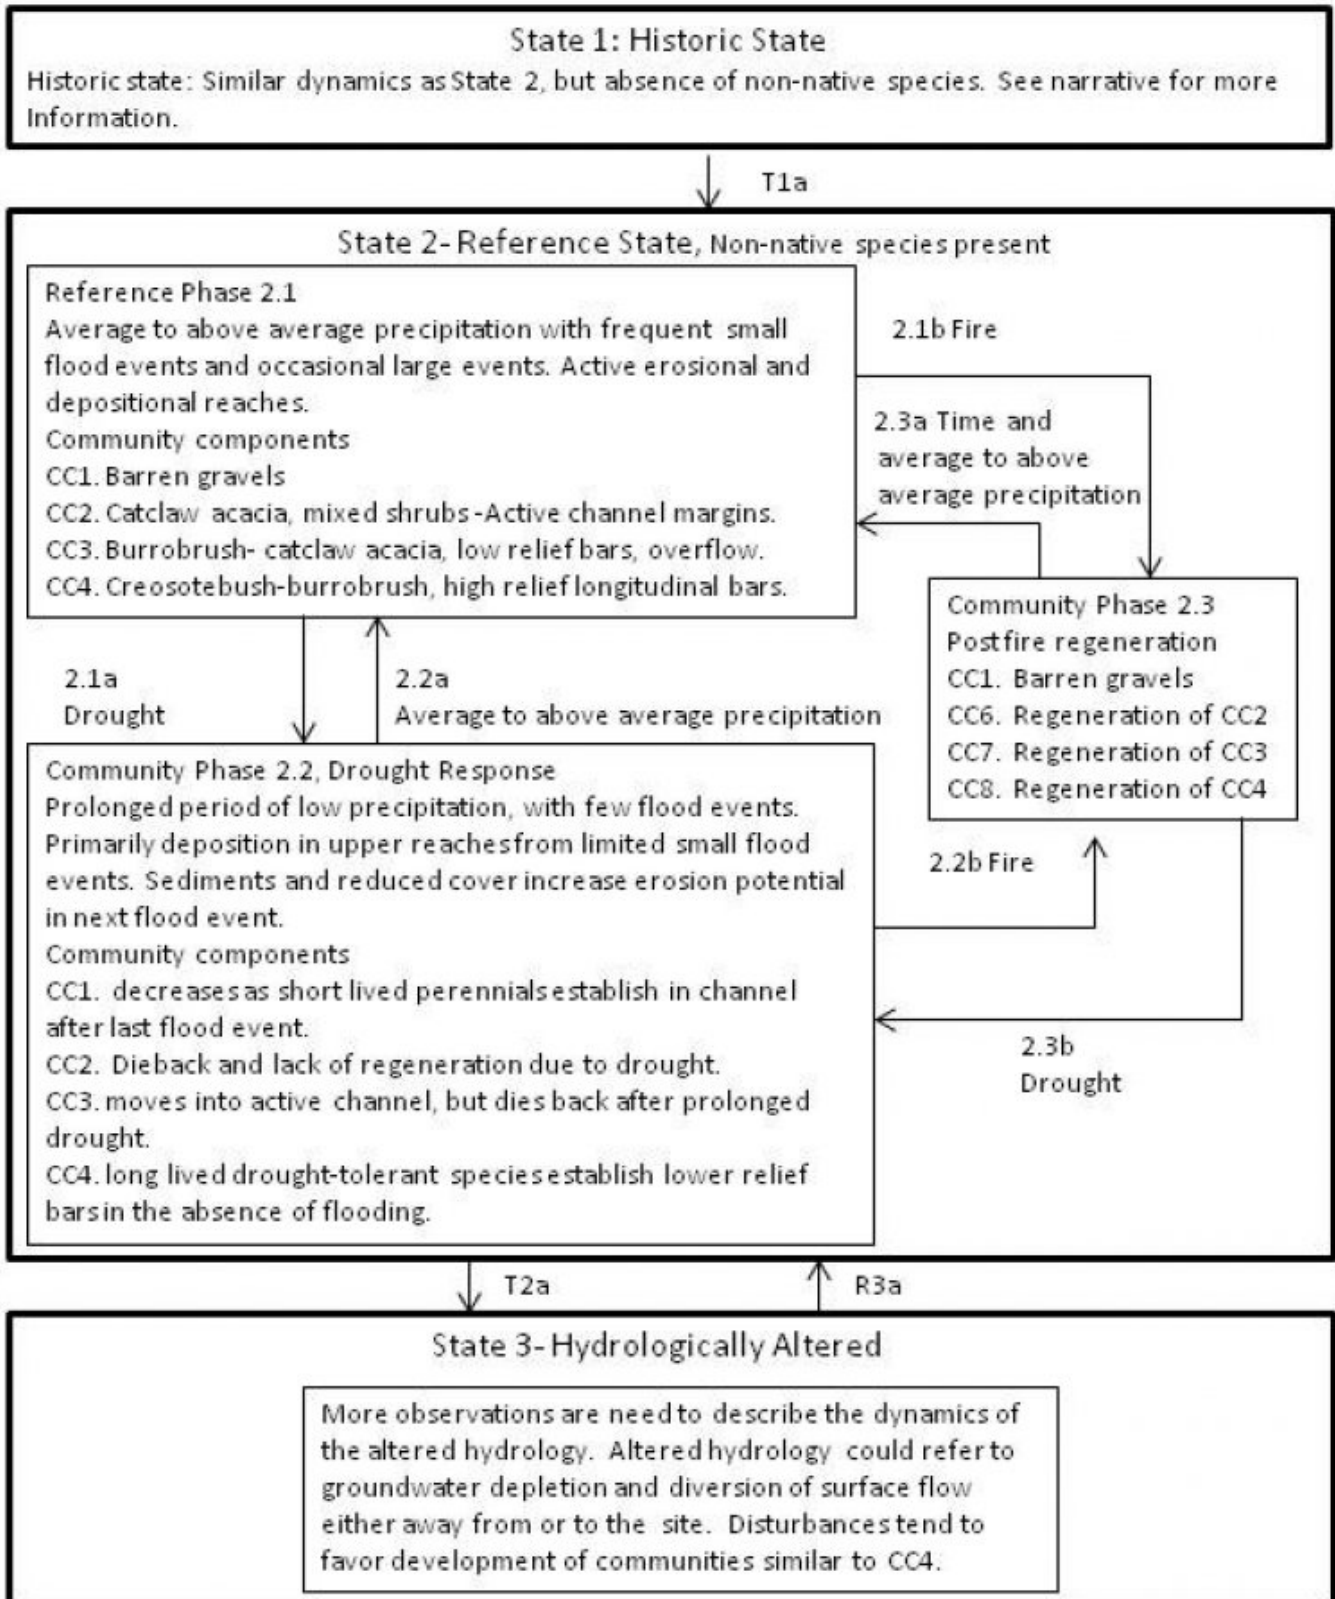 State 1: Historic State
Historic state: Similar dynamics as State 2, but absence of non-native species. See narrative for more
Information.
T1a
State 2- Reference State, Non-native species present
Reference Phase 2.1
Average to above average precipitation with frequent small
flood events and occasional large events. Active erosional and
depositional reaches.
Community components
CC1. Barren gravels
CC2. Catclaw acacia, mixed shrubs -Active channel margins.
CC3. Burrobrush- catclaw acacia, low relief bars, overflow.
CC4. Creosotebush-burrobrush, high relief longitudinal bars.
2.1b Fire
2.3a Time and
average to above
average precipitation
Community Phase 2.3
Postfire regeneration
CC1. Barren gravels
CC6. Regeneration of CC2
CC7. Regeneration of CC3
CC8. Regeneration of CC4
2.1a
Drought
2.2a
Average to above average precipitation
Community Phase 2.2, Drought Response
Prolonged period of low precipitation, with few flood events.
Primarily deposition in upper reaches from limited small flood
events. Sediments and reduced cover increase erosion potential
in next flood event.
Community components
CC1. decreases as short lived perennials establish in channel
after last flood event.
CC2. Dieback and lack of regeneration due to drought.
CC3. moves into active channel, but dies back after prolonged
drought.
CC4. long lived drought-tolerant species establish lower relief
bars in the absence of flooding.
2.2b Fire
2.3b
Drought
T2a
R3a
State 3- Hydrologically Altered
More observations are need to describe the dynamics of
the altered hydrology. Altered hydrology could refer to
groundwater depletion and diversion of surface flow
either away from or to the site. Disturbances tend to
favor development of communities similar to CC4.